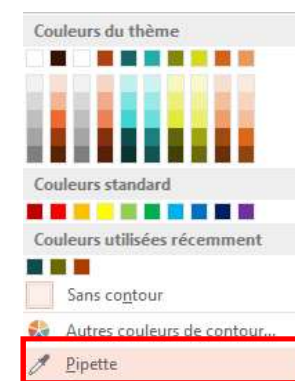 Couleurs du thème
Couleurs standard
Couleurs utilisées récemment
Sans contour
Autres couleurs de contour...
Pipette